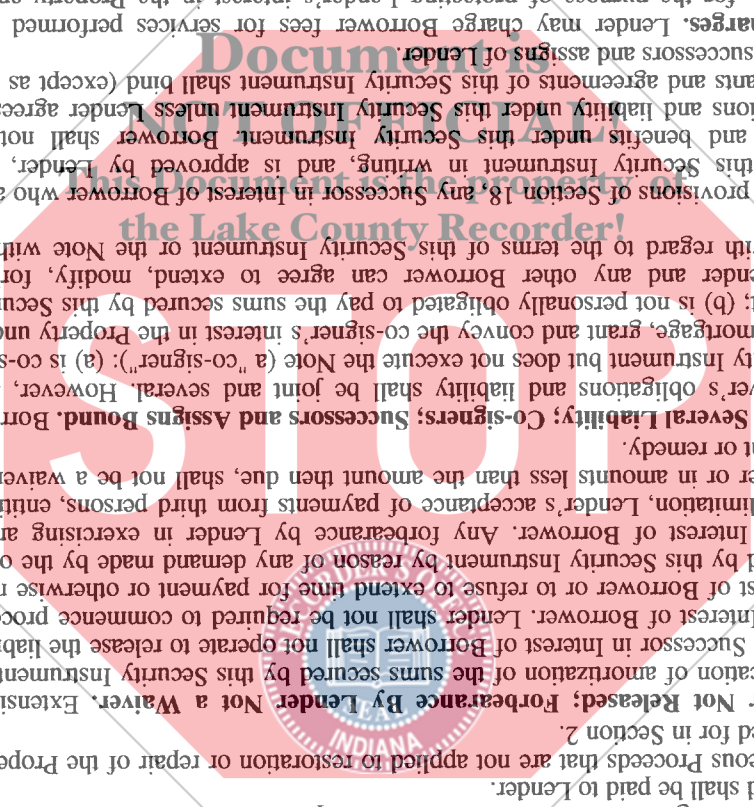 d shall be paid to Lender.
eous Proceeds that are not applied to restoration or repair of the Prope
ed for in Section 2.
Not Released; Forbearance By Lender Not a Waiver. Extensi
cation of amortization of the sums secured by this Security Instrument
Successor in Interest of Borrower shall not operate to release the liab
Interest of Borrower. Lender shall not be required to commence proce
st of Borrower or to refuse to extend time for payment or otherwise
d by this Security Instrument by reason of any demand made by the o
Interest of Borrower. Any forbearance by Lender in exercising an
limitation, Lender's acceptance of payments from third persons, entiti
er or in amounts less than the amount then due, shall not be a waiver
nt or remedy.
Several Liability; Co-signers; Successors and Assigns Bound. Borr
ver's obligations and liability shall be joint and several. However,
ty Instrument but does not execute the Note (a "co-signer"): (a) is co-s
mortgage, grant and convey the co-signer's interest in the Property und
t; (b) is not personally obligated to pay the sums secured by this Secur
ender and any other Borrower can agree to extend, modify, for
ith regard to the terms of this Security Instrument or the Note with
provisions of Section 18, any Successor in Interest of Borrower who a
this Security Instrument in writing, and is approved by Lender,
and benefits under this Security Instrument. Borrower shall not
ons and liability under this Security Instrument unless Lender agrees
ants and agreements of this Security Instrument shall bind (except as
successors and assigns of Lender.
harges. Lender may charge Borrower fees for services performed
for the purpose of protecting Lender's interest in the Property an
Document is
NOT OFFICIAL
This Document is the property of
the Lake County Recorder!
STOP
RECORDER'S OFFICE
SEAL
INDIANA